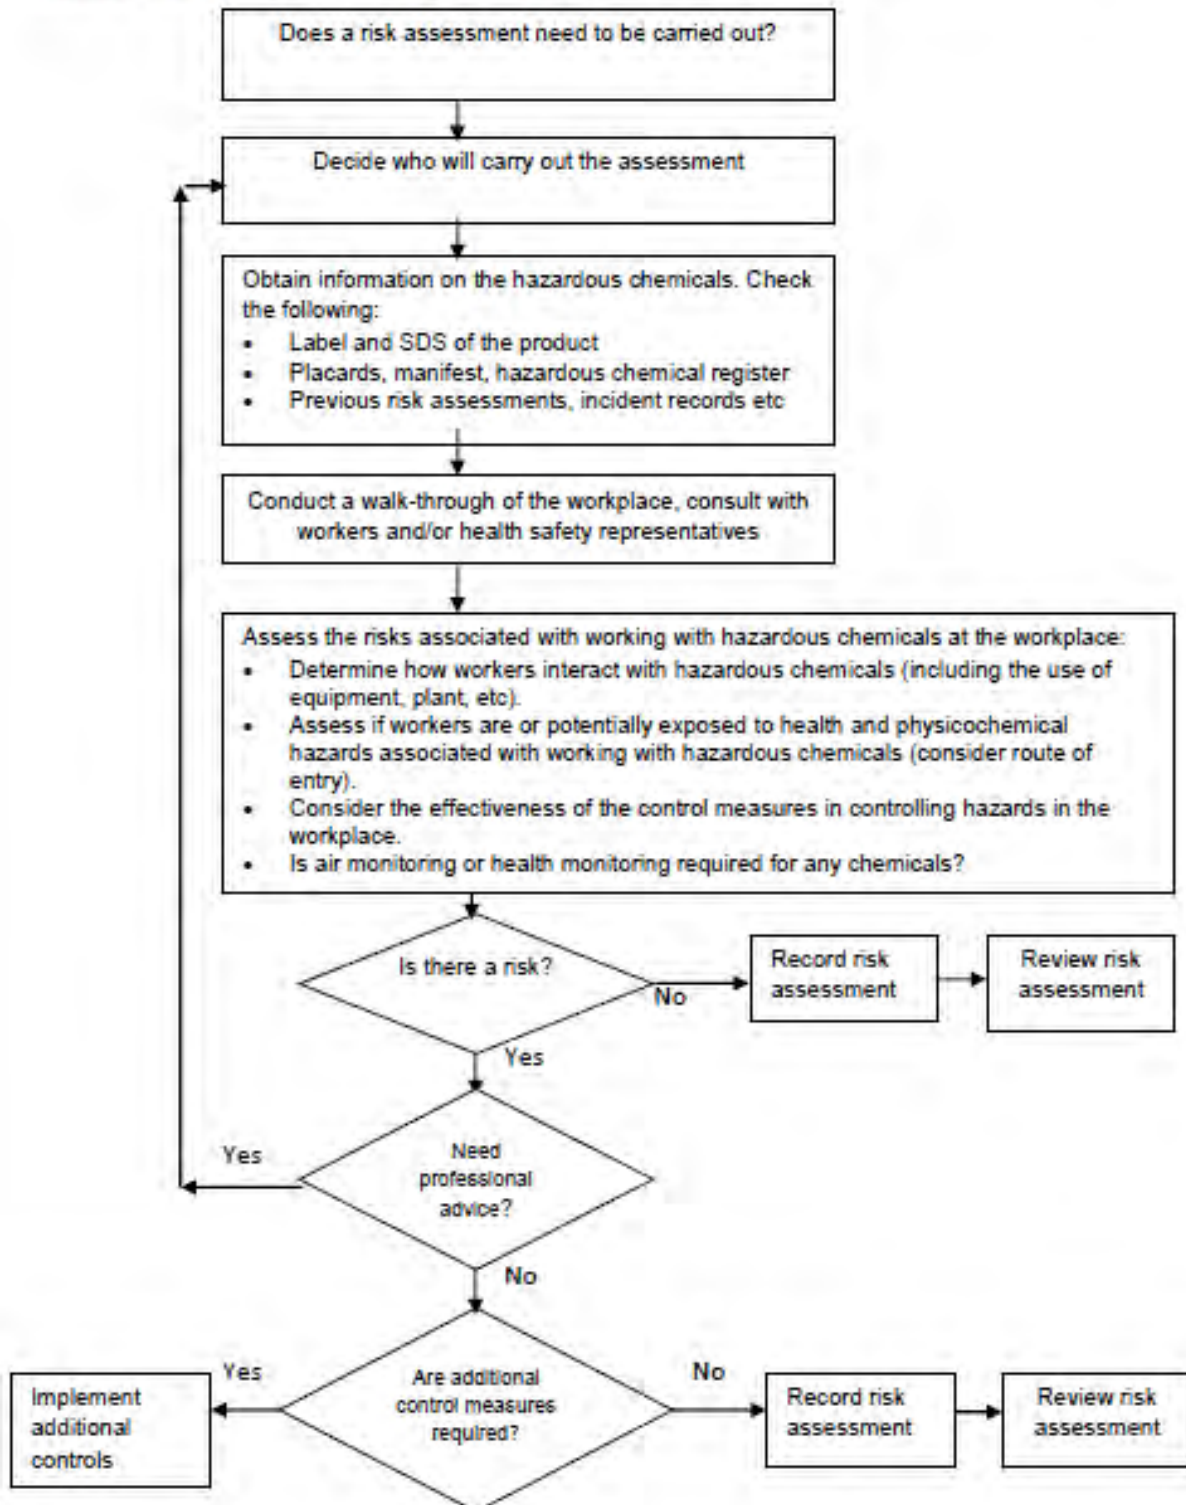 Does a risk assessment need to be carried out?
Decide who will carry out the assessment
Obtain information on the hazardous chemicals. Check
the following:
• Label and SDS of the product
• Placards, manifest, hazardous chemical register
• Previous risk assessments, incident records etc
Conduct a walk-through of the workplace, consult with
workers and/or health safety representatives
Assess the risks associated with working with hazardous chemicals at the workplace:
• Determine how workers interact with hazardous chemicals (including the use of
equipment, plant, etc).
• Assess if workers are or potentially exposed to health and physicochemical
hazards associated with working with hazardous chemicals (consider route of
entry).
• Consider the effectiveness of the control measures in controlling hazards in the
workplace.
• Is air monitoring or health monitoring required for any chemicals?
Is there a risk?
No
Record risk
assessment
Review risk
assessment
Yes
Need
professional
advice?
Yes
No
Are additional
control measures
required?
Yes
Implement
additional
controls
No
Record risk
assessment
Review risk
assessment